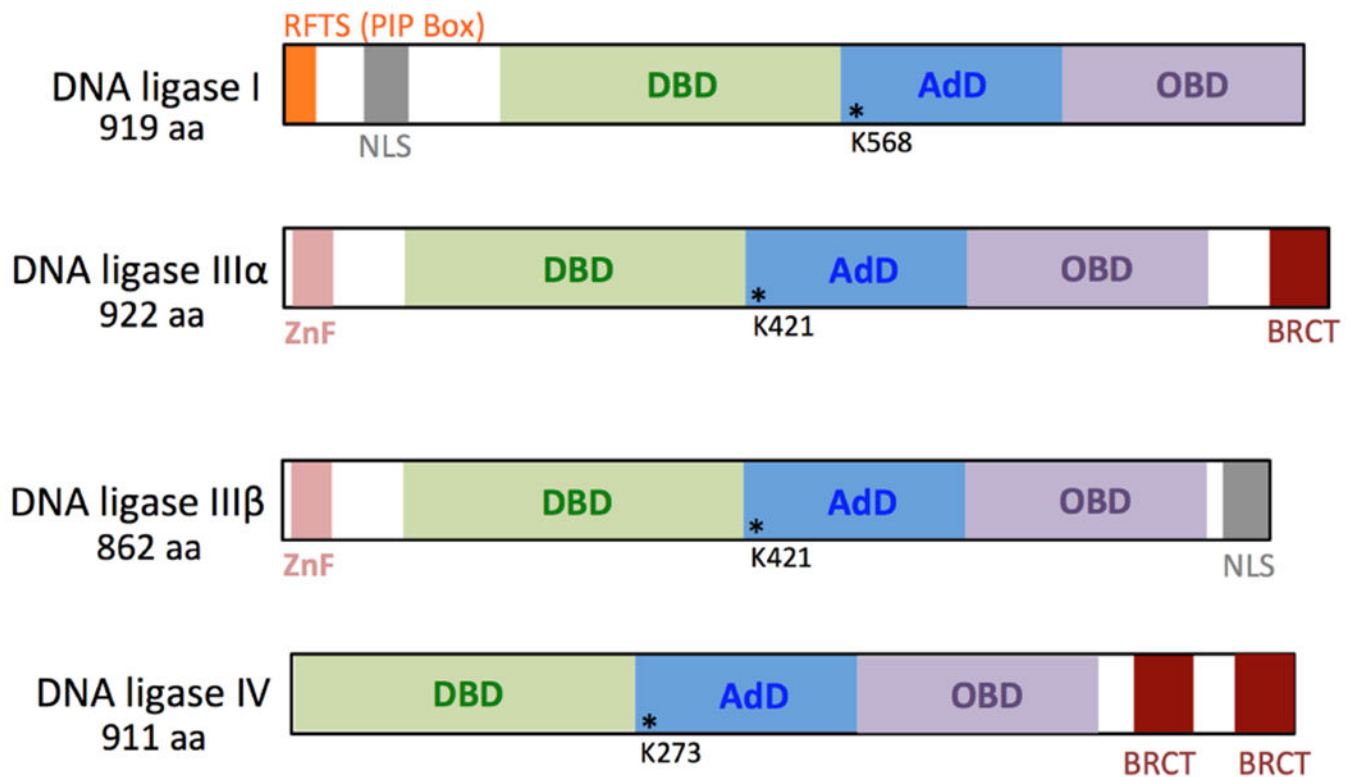 RFTS (PIP Box)
DNA ligase I
919 aa
DBD
AdD
OBD
*
K568
NLS
DNA ligase IIIα
922 aa
DBD
AdD
OBD
*
K421
ZnF
BRCT
DNA ligase IIIβ
862 aa
DBD
AdD
OBD
*
K421
ZnF
NLS
DNA ligase IV
911 aa
DBD
AdD
OBD
*
K273
BRCT
BRCT